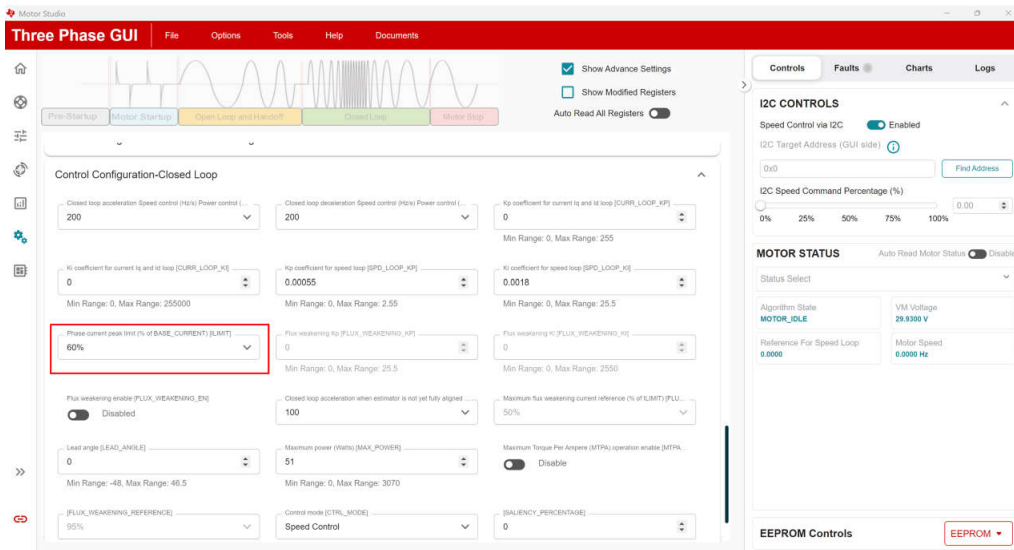 Motor Studio
Three Phase GUI File Options Tools Help Documents
Pre-Startup Motor Startup Open Loop and Handoff Closed Loop Motor Stop
Show Advance Settings
Show Modified Registers
Auto Read All Registers
Control Configuration-Closed Loop
Closed loop acceleration Speed control (Hz/s) Power control (...
200
Closed loop deceleration Speed control (Hz/s) Power control (...
200
Kp coefficient for current Iq and Id loop [CURR_LOOP_KP]
0
Min Range: 0, Max Range: 255
Ki coefficient for current Iq and Id loop [CURR_LOOP_KI]
0
Min Range: 0, Max Range: 255000
Kp coefficient for speed loop [SPD_LOOP_KP]
0.00055
Min Range: 0, Max Range: 2.55
Ki coefficient for speed loop [SPD_LOOP_KI]
0.0018
Min Range: 0, Max Range: 25.5
Phase current peak limit (% of BASE_CURRENT) [ILIMIT]
60%
Flux weakening Kp [FLUX_WEAKENING_KP]
0
Min Range: 0, Max Range: 25.5
Flux weakening Ki [FLUX_WEAKENING_KI]
0
Min Range: 0, Max Range: 2550
Flux weakening enable [FLUX_WEAKENING_EN]
Disabled
Closed loop acceleration when estimator is not yet fully aligned
100
Maximum flux weakening current reference (% of ILIMIT) [FLU...
50%
Lead angle [LEAD_ANGLE]
0
Min Range: -48, Max Range: 46.5
Maximum power (Watts) [MAX_POWER]
51
Min Range: 0, Max Range: 3070
Maximum Torque Per Ampere (MTPA) operation enable [MTPA...
Disable
[FLUX_WEAKENING_REFERENCE]
95%
Control mode [CTRL_MODE]
Speed Control
[SALIENCY_PERCENTAGE]
0
Controls Faults Charts Logs
I2C CONTROLS
Speed Control via I2C Enabled
I2C Target Address (GUI side)
0x0 Find Address
I2C Speed Command Percentage (%)
0.00
0% 25% 50% 75% 100%
MOTOR STATUS Auto Read Motor Status Disable
Status Select
Algorithm State
MOTOR_IDLE
VM Voltage
29.9300 V
Reference For Speed Loop
0.0000
Motor Speed
0.0000 Hz
EEPROM Controls EEPROM